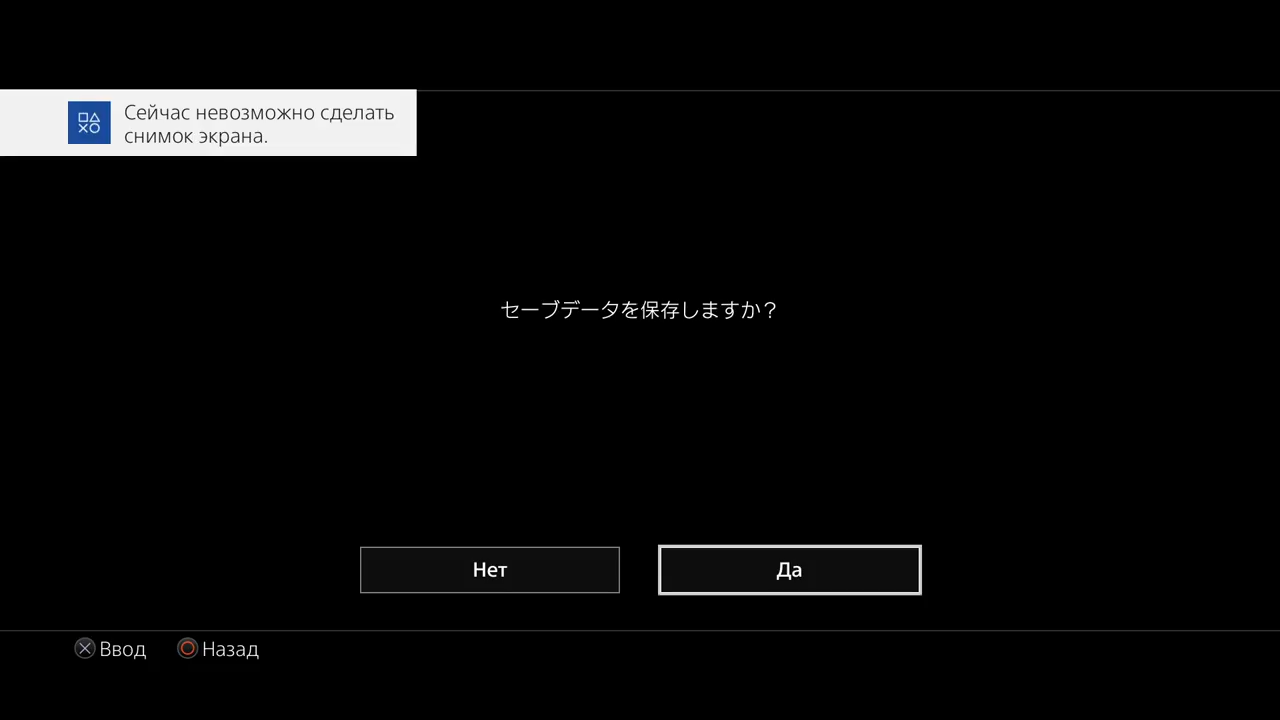 Сейчас невозможно сделать
снимок экрана.
セーブデータを保存しますか？
Нет
Да
Ввод
Назад